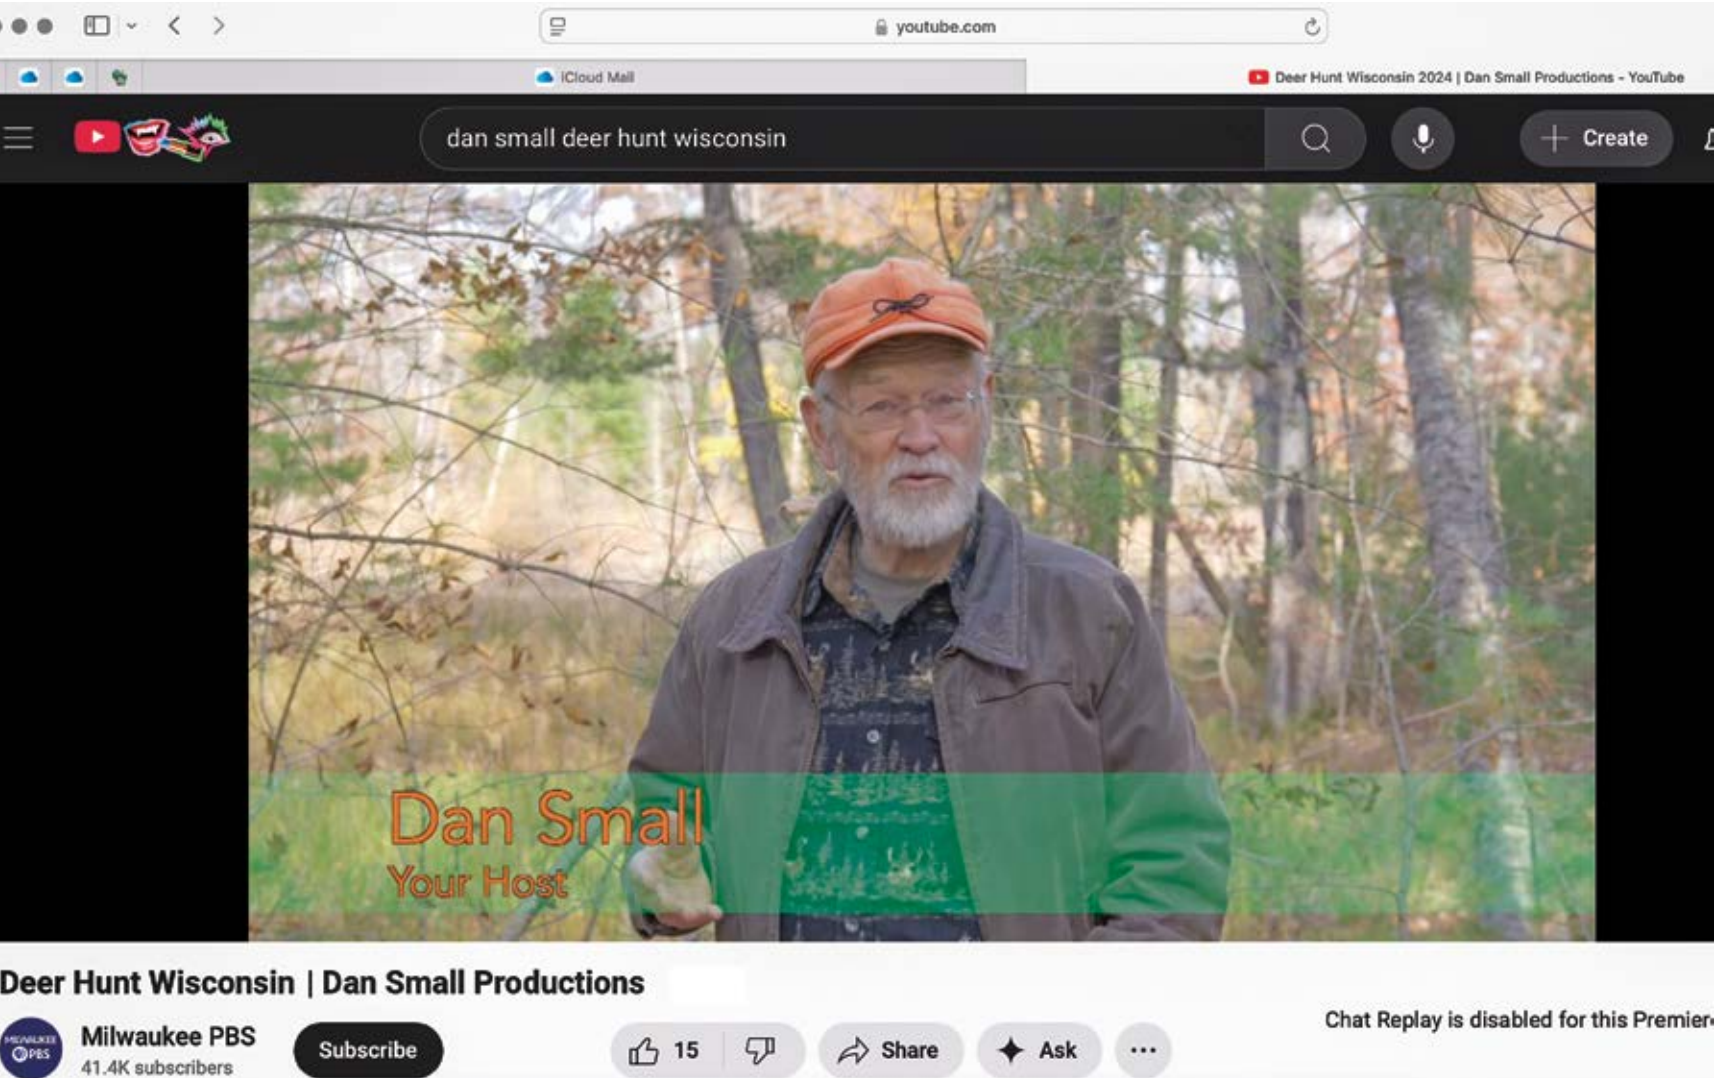 youtube.com
iCloud Mail
Deer Hunt Wisconsin 2024 | Dan Small Productions - YouTube
dan small deer hunt wisconsin
Create
Dan Small
Your Host
Deer Hunt Wisconsin | Dan Small Productions
Chat Replay is disabled for this Premier
MILWAUKEE
PBS
Milwaukee PBS
41.4K subscribers
Subscribe
15
Share
Ask